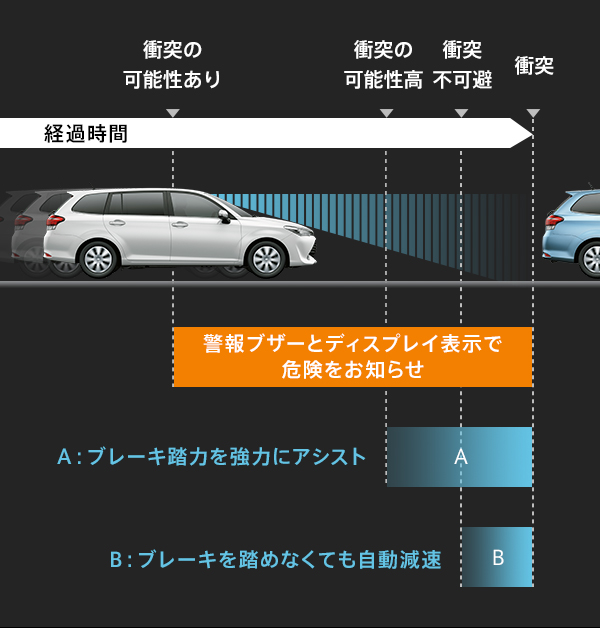 衝突の
可能性あり
衝突の
可能性高
衝突
不可避
衝突
経過時間
警報ブザーとディスプレイ表示で
危険をお知らせ
A : ブレーキ踏力を強力にアシスト
A
B : ブレーキを踏めなくても自動減速
B